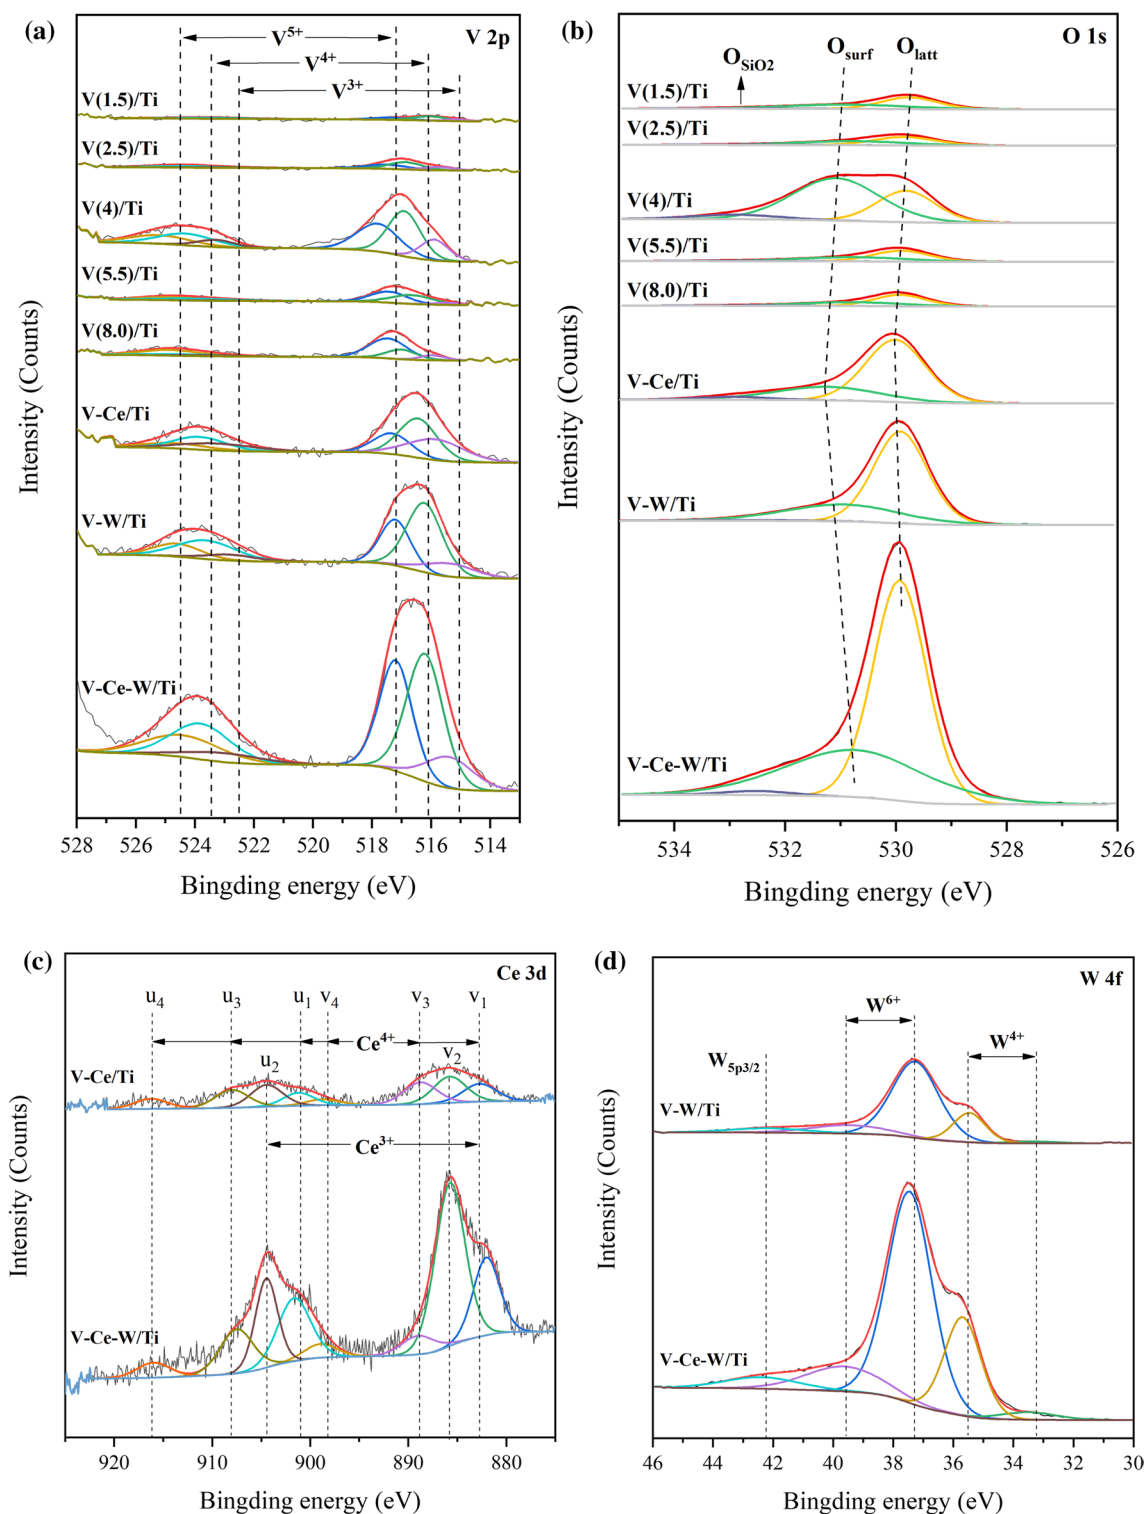 (a)
V 2p
V5+
V4+
V3+
V(1.5)/Ti
V(2.5)/Ti
V(4)/Ti
V(5.5)/Ti
V(8.0)/Ti
V-Ce/Ti
V-W/Ti
V-Ce-W/Ti
Intensity (Counts)
528 526 524 522 520 518 516 514
Bingding energy (eV)
(b)
O 1s
OSiO2
Osurf
Olatt
V(1.5)/Ti
V(2.5)/Ti
V(4)/Ti
V(5.5)/Ti
V(8.0)/Ti
V-Ce/Ti
V-W/Ti
V-Ce-W/Ti
Intensity (Counts)
534 532 530 528 526
Bingding energy (eV)
(c)
Ce 3d
u4 u3 u1 v4 v3 v1
Ce4+
u2 v2
V-Ce/Ti
Ce3+
V-Ce-W/Ti
Intensity (Counts)
920 910 900 890 880
Bingding energy (eV)
(d)
W 4f
W6+
W4+
W5p3/2
V-W/Ti
V-Ce-W/Ti
Intensity (Counts)
46 44 42 40 38 36 34 32 30
Bingding energy (eV)